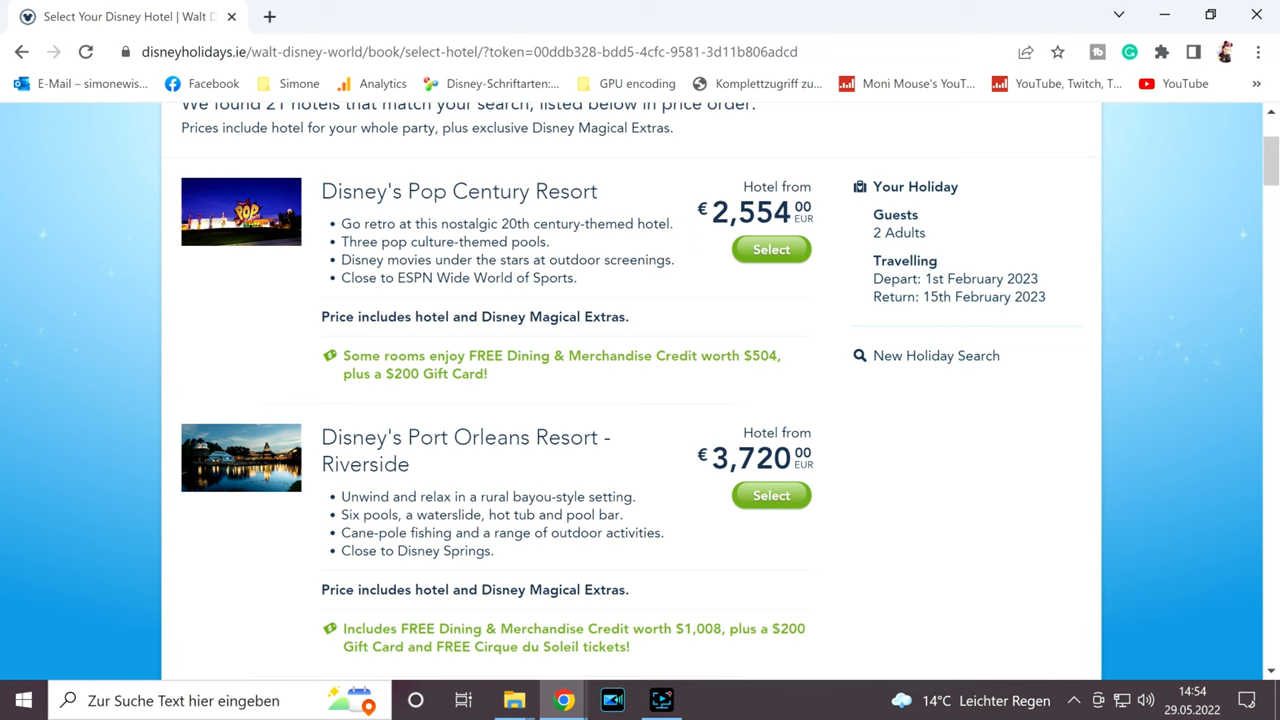 Select Your Disney Hotel | Walt D
disneyholidays.ie/walt-disney-world/book/select-hotel/?token=00ddb328-bdd5-4cfc-9581-3d11b806adcd
E-Mail – simonewis... Facebook Simone Analytics Disney-Schriftarten:... GPU encoding Komplettzugriff zu... Moni Mouse's YouT... YouTube, Twitch, T... YouTube »
We found 21 hotels that match your search, listed below in price order:
Prices include hotel for your whole party, plus exclusive Disney Magical Extras.
POP
Disney's Pop Century Resort
• Go retro at this nostalgic 20th century-themed hotel.
• Three pop culture-themed pools.
• Disney movies under the stars at outdoor screenings.
• Close to ESPN Wide World of Sports.
Hotel from
€ 2,554 00 EUR
Select
Price includes hotel and Disney Magical Extras.
Some rooms enjoy FREE Dining & Merchandise Credit worth $504,
plus a $200 Gift Card!
Disney's Port Orleans Resort -
Riverside
• Unwind and relax in a rural bayou-style setting.
• Six pools, a waterslide, hot tub and pool bar.
• Cane-pole fishing and a range of outdoor activities.
• Close to Disney Springs.
Hotel from
€ 3,720 00 EUR
Select
Price includes hotel and Disney Magical Extras.
Includes FREE Dining & Merchandise Credit worth $1,008, plus a $200
Gift Card and FREE Cirque du Soleil tickets!
Your Holiday
Guests
2 Adults
Travelling
Depart: 1st February 2023
Return: 15th February 2023
New Holiday Search
Zur Suche Text hier eingeben
14°C Leichter Regen
14:54
29.05.2022